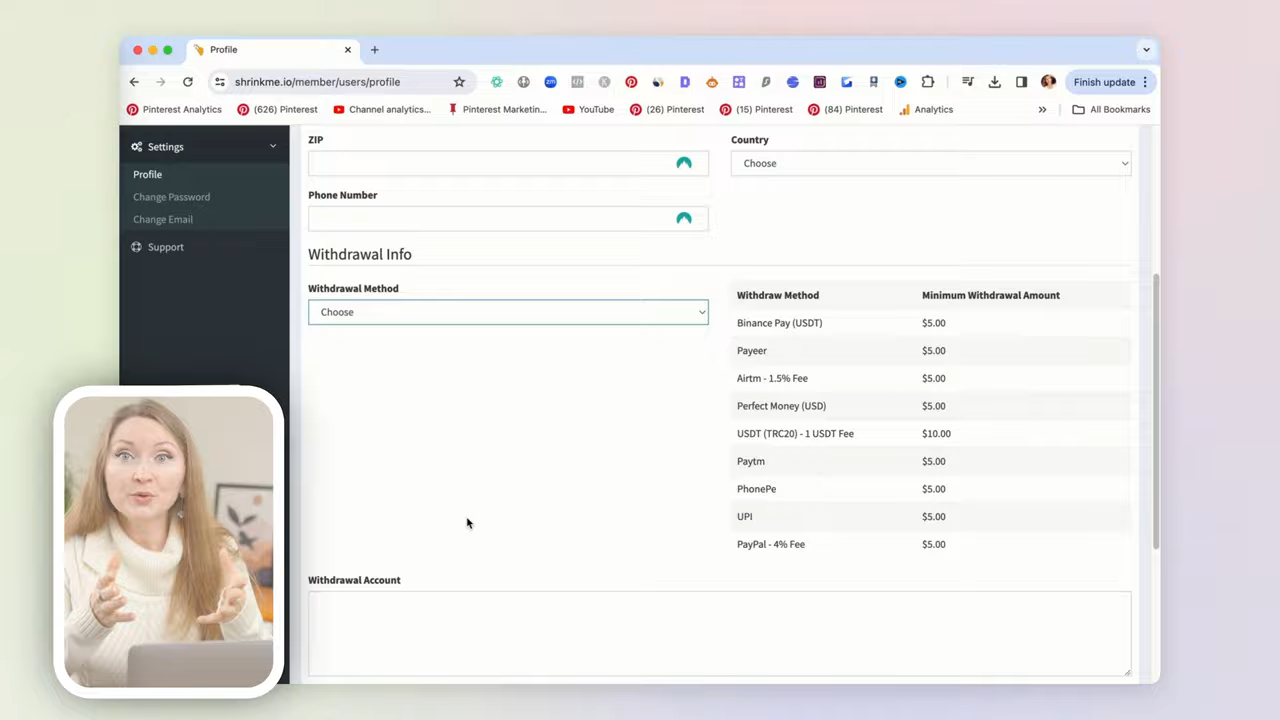 Profile
shrinkme.io/member/users/profile
Finish update
Pinterest Analytics
(626) Pinterest
Channel analytics...
Pinterest Marketin...
YouTube
(26) Pinterest
(15) Pinterest
(84) Pinterest
Analytics
All Bookmarks
Settings
Profile
Change Password
Change Email
Support
ZIP
Country
Choose
Phone Number
Withdrawal Info
Withdrawal Method
Choose
Withdraw Method Minimum Withdrawal Amount
Binance Pay (USDT) $5.00
Payeer $5.00
Airtm - 1.5% Fee $5.00
Perfect Money (USD) $5.00
USDT (TRC20) - 1 USDT Fee $10.00
Paytm $5.00
PhonePe $5.00
UPI $5.00
PayPal - 4% Fee $5.00
Withdrawal Account